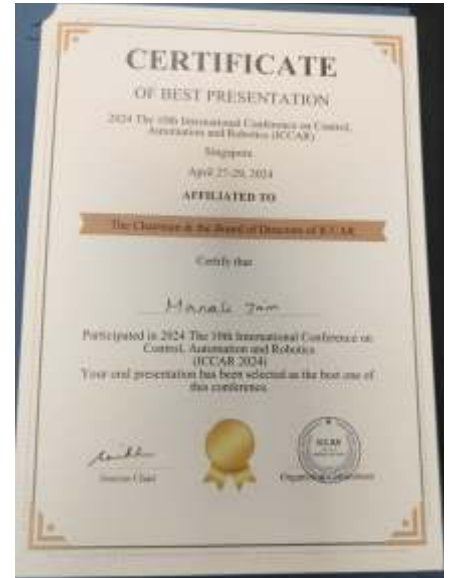 CERTIFICATE
OF BEST PRESENTATION
2024 The 10th International Conference on Control,
Automation and Robotics (ICCAR)
Singapore
April 27-29, 2024
AFFILIATED TO
The Chairman & the Board of Directors of ICCAR
Certify that
Jain
Participated in 2024 The 10th International Conference on
Control, Automation and Robotics
(ICCAR 2024)
Your oral presentation has been selected as the best one of
this conference.
Session Chair
ICCAR